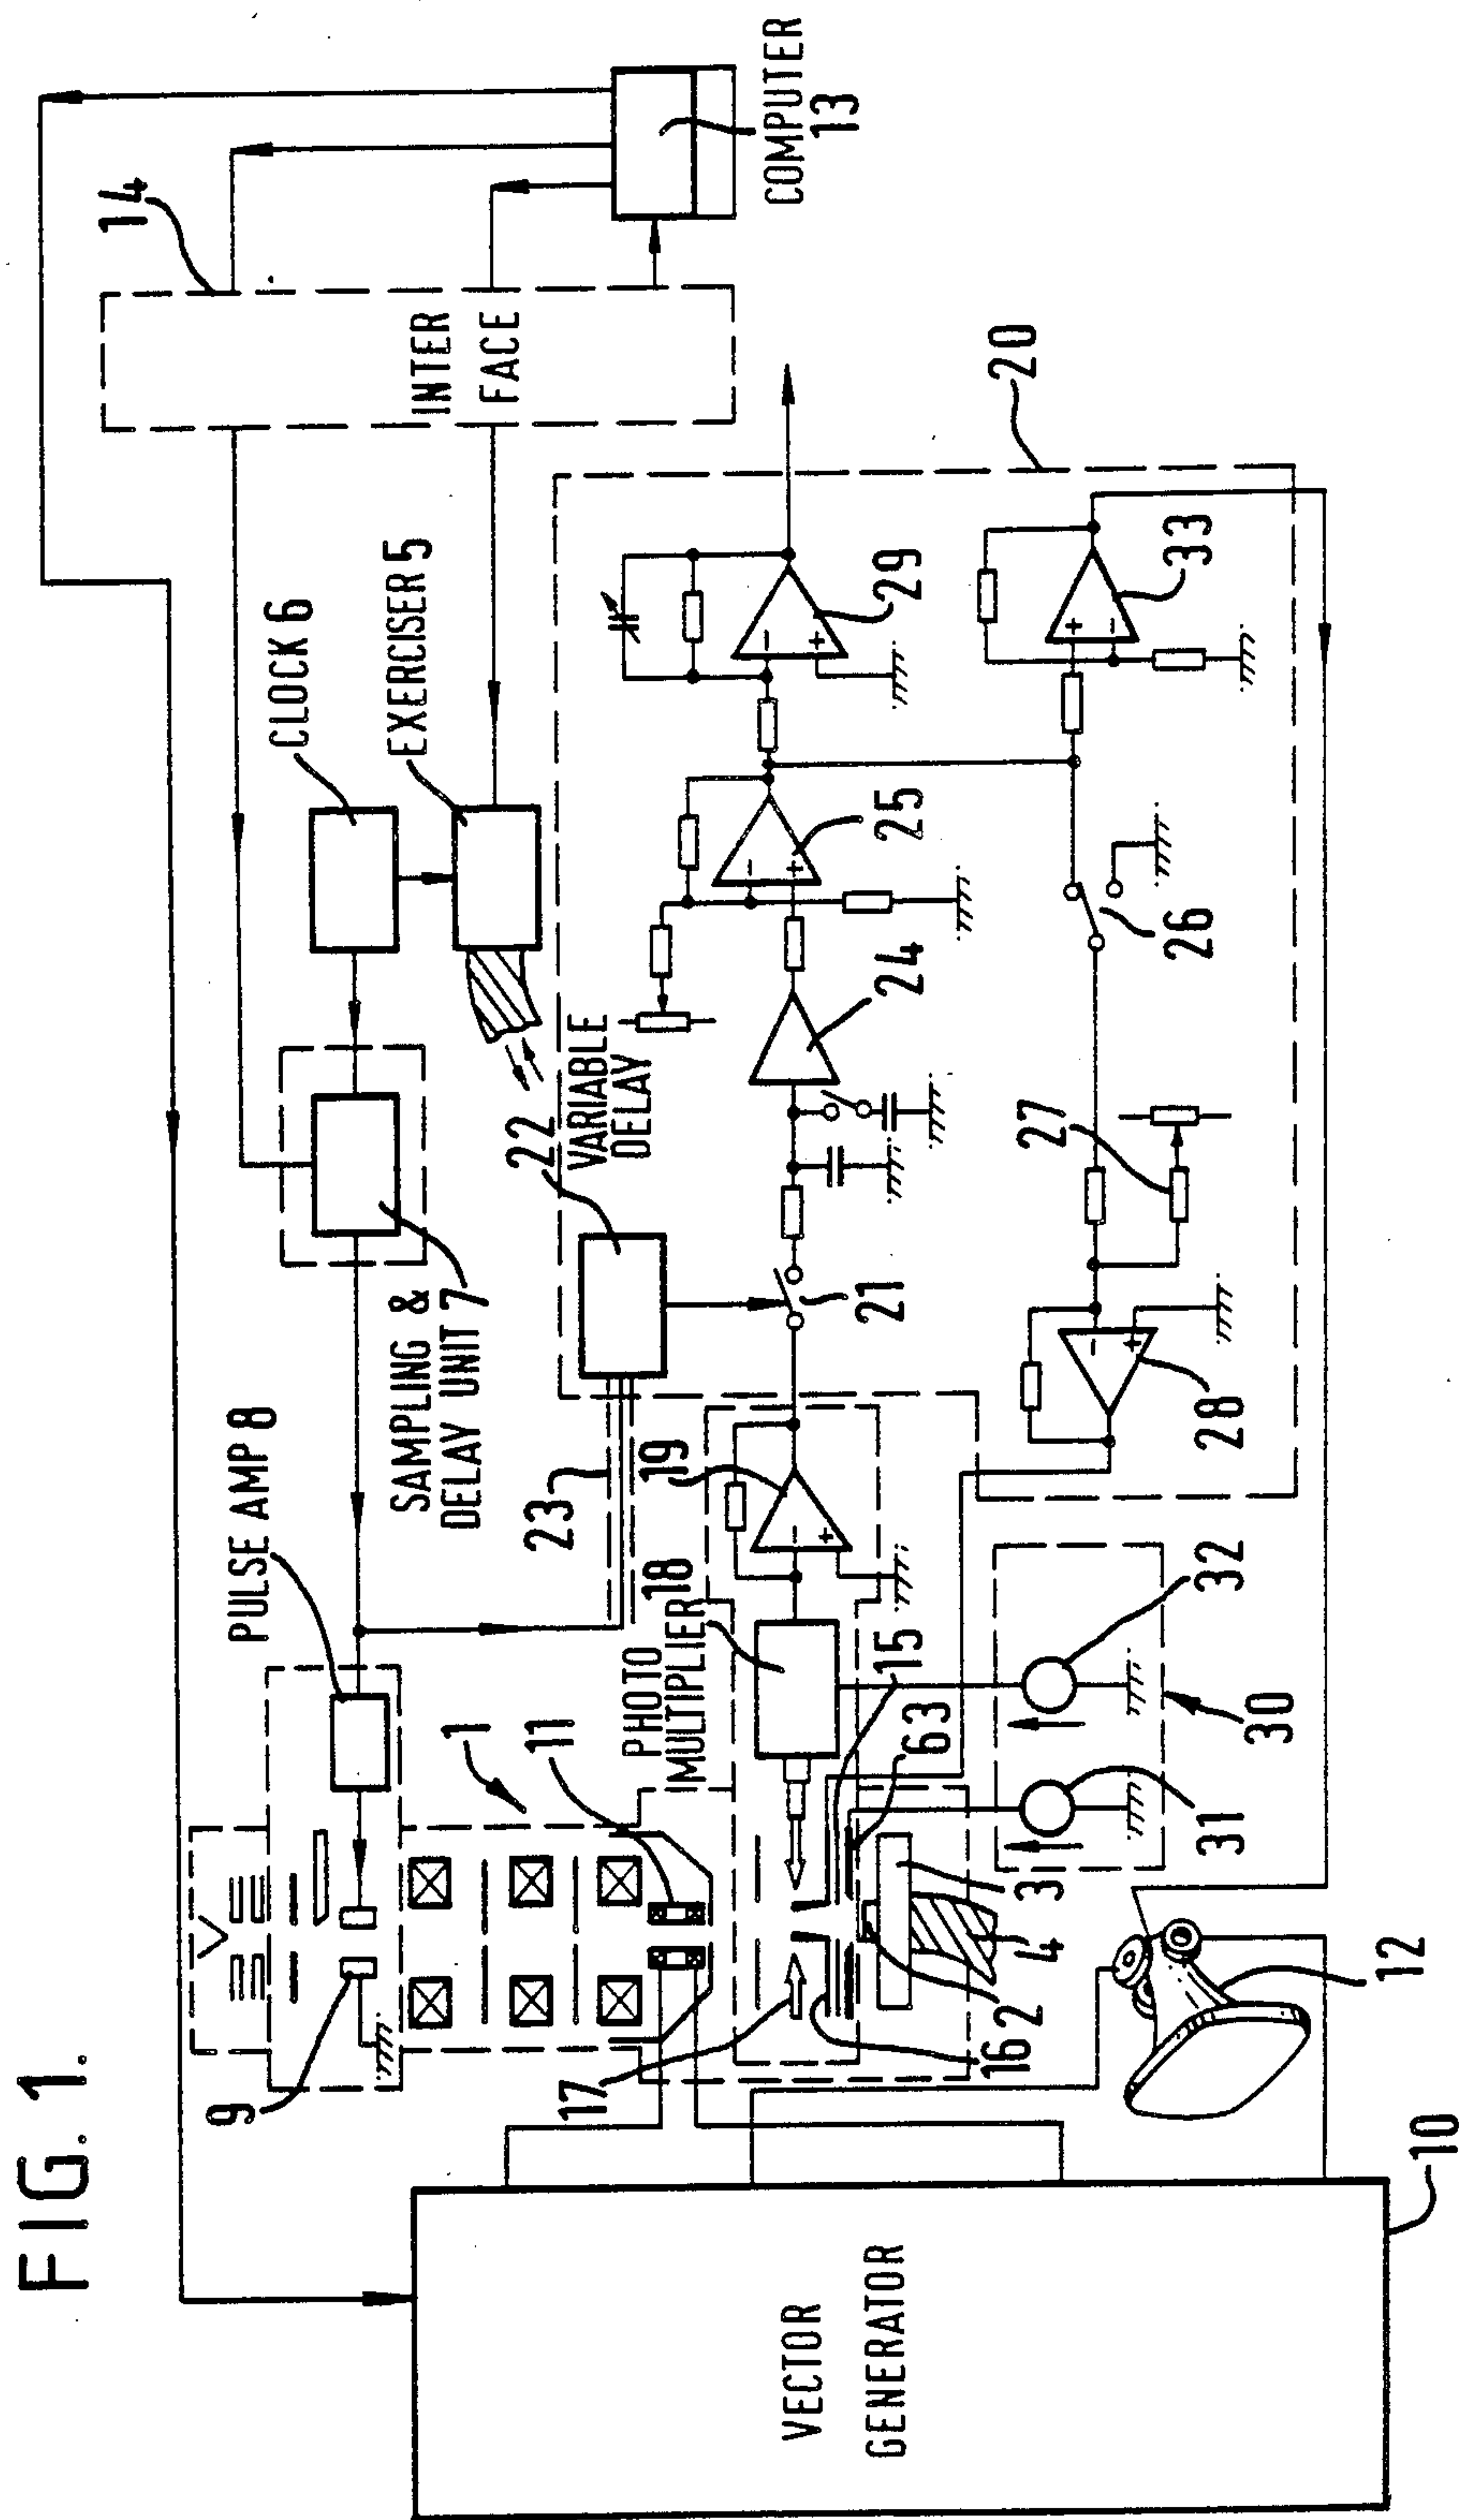 FIG. 1.
14
INTER
FACE
COMPUTER
13
CLOCK 6
EXERCISER 5
SAMPLING &
DELAY UNIT 7
PULSE AMP 8
9
1
11
22
VARIABLE
DELAY
23
PHOTO
MULTIPLIER
18
19
21
24
25
29
20
33
26
27
28
15
63
17
16
2
3
4
31
32
30
12
VECTOR
GENERATOR
10